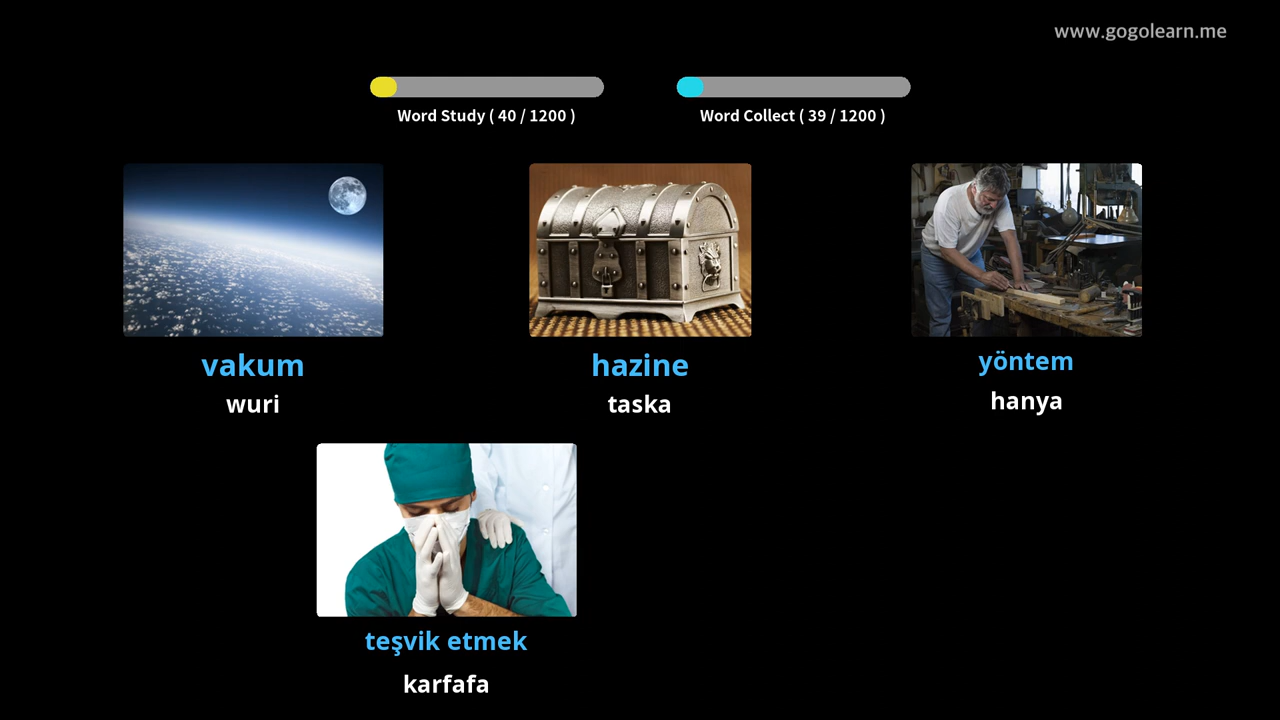 www.gogolearn.me
Word Study ( 40 / 1200 )
Word Collect ( 39 / 1200 )
vakum
wuri
hazine
taska
yöntem
hanya
teşvik etmek
karfafa